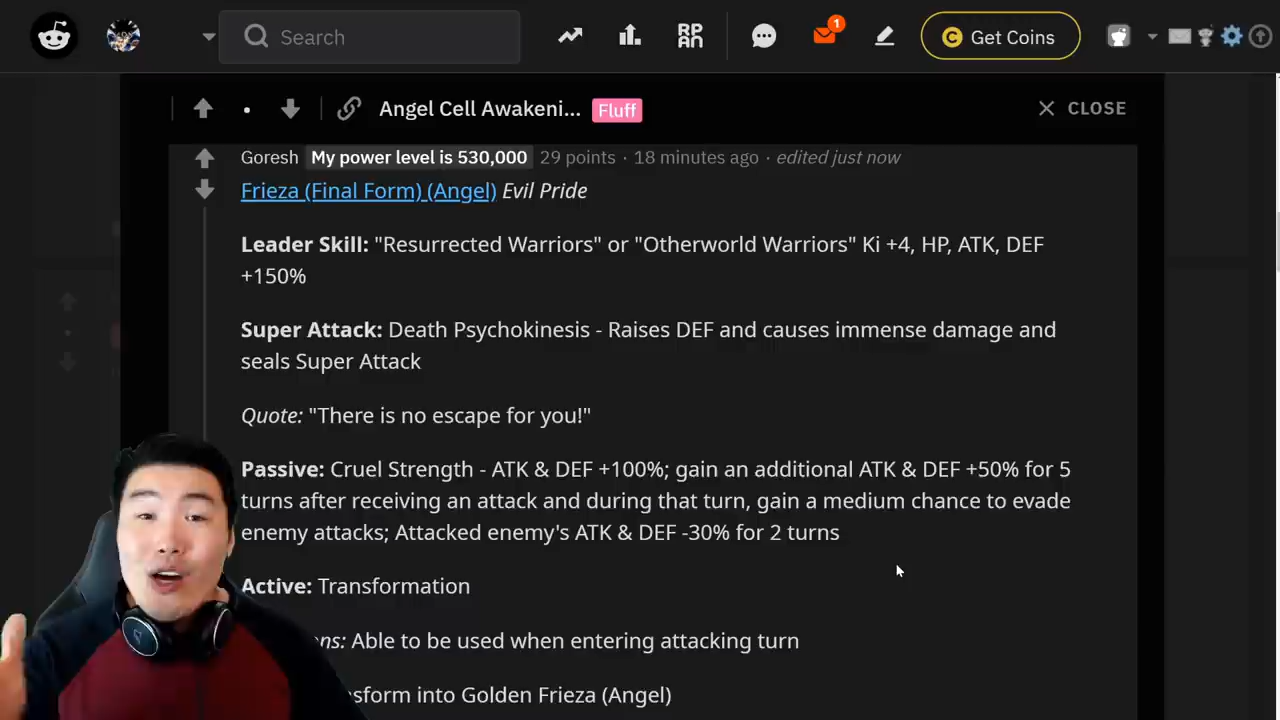 Search
RPAN
1
C Get Coins
Angel Cell Awakeni... Fluff
CLOSE
Goresh My power level is 530,000 29 points · 18 minutes ago · edited just now
Frieza (Final Form) (Angel) Evil Pride
Leader Skill: "Resurrected Warriors" or "Otherworld Warriors" Ki +4, HP, ATK, DEF
+150%
Super Attack: Death Psychokinesis - Raises DEF and causes immense damage and
seals Super Attack
Quote: "There is no escape for you!"
Passive: Cruel Strength - ATK & DEF +100%; gain an additional ATK & DEF +50% for 5
turns after receiving an attack and during that turn, gain a medium chance to evade
enemy attacks; Attacked enemy's ATK & DEF -30% for 2 turns
Active: Transformation
Able to be used when entering attacking turn
into Golden Frieza (Angel)